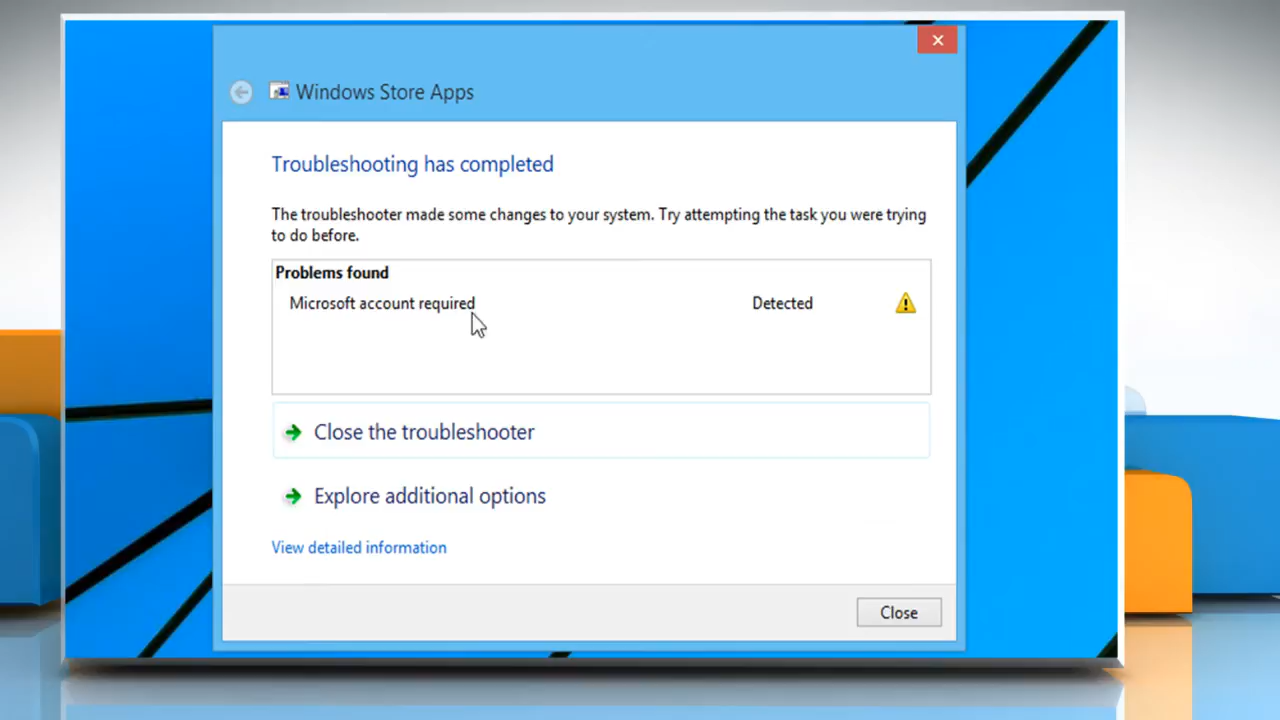 Windows Store Apps
Troubleshooting has completed
The troubleshooter made some changes to your system. Try attempting the task you were trying
to do before.
Problems found
Microsoft account required Detected
Close the troubleshooter
Explore additional options
View detailed information
Close